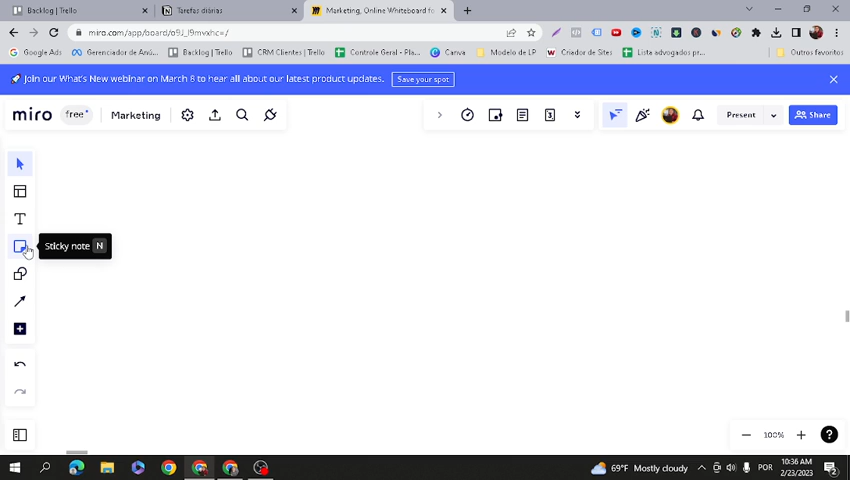 Backlog | Trello
Tarefas diárias
Marketing, Online Whiteboard fo
miro.com/app/board/o9J_l9mvxhc=/
Google Ads
Gerenciador de Anú...
Backlog | Trello
CRM Clientes | Trello
Controle Geral - Pla...
Canva
Modelo de LP
Criador de Sites
Lista advogados pr...
Outros favoritos
Join our What's New webinar on March 8 to hear all about our latest product updates.
Save your spot
miro
free
Marketing
Present
Share
Sticky note N
100%
69°F Mostly cloudy
POR
10:36 AM
2/23/2023